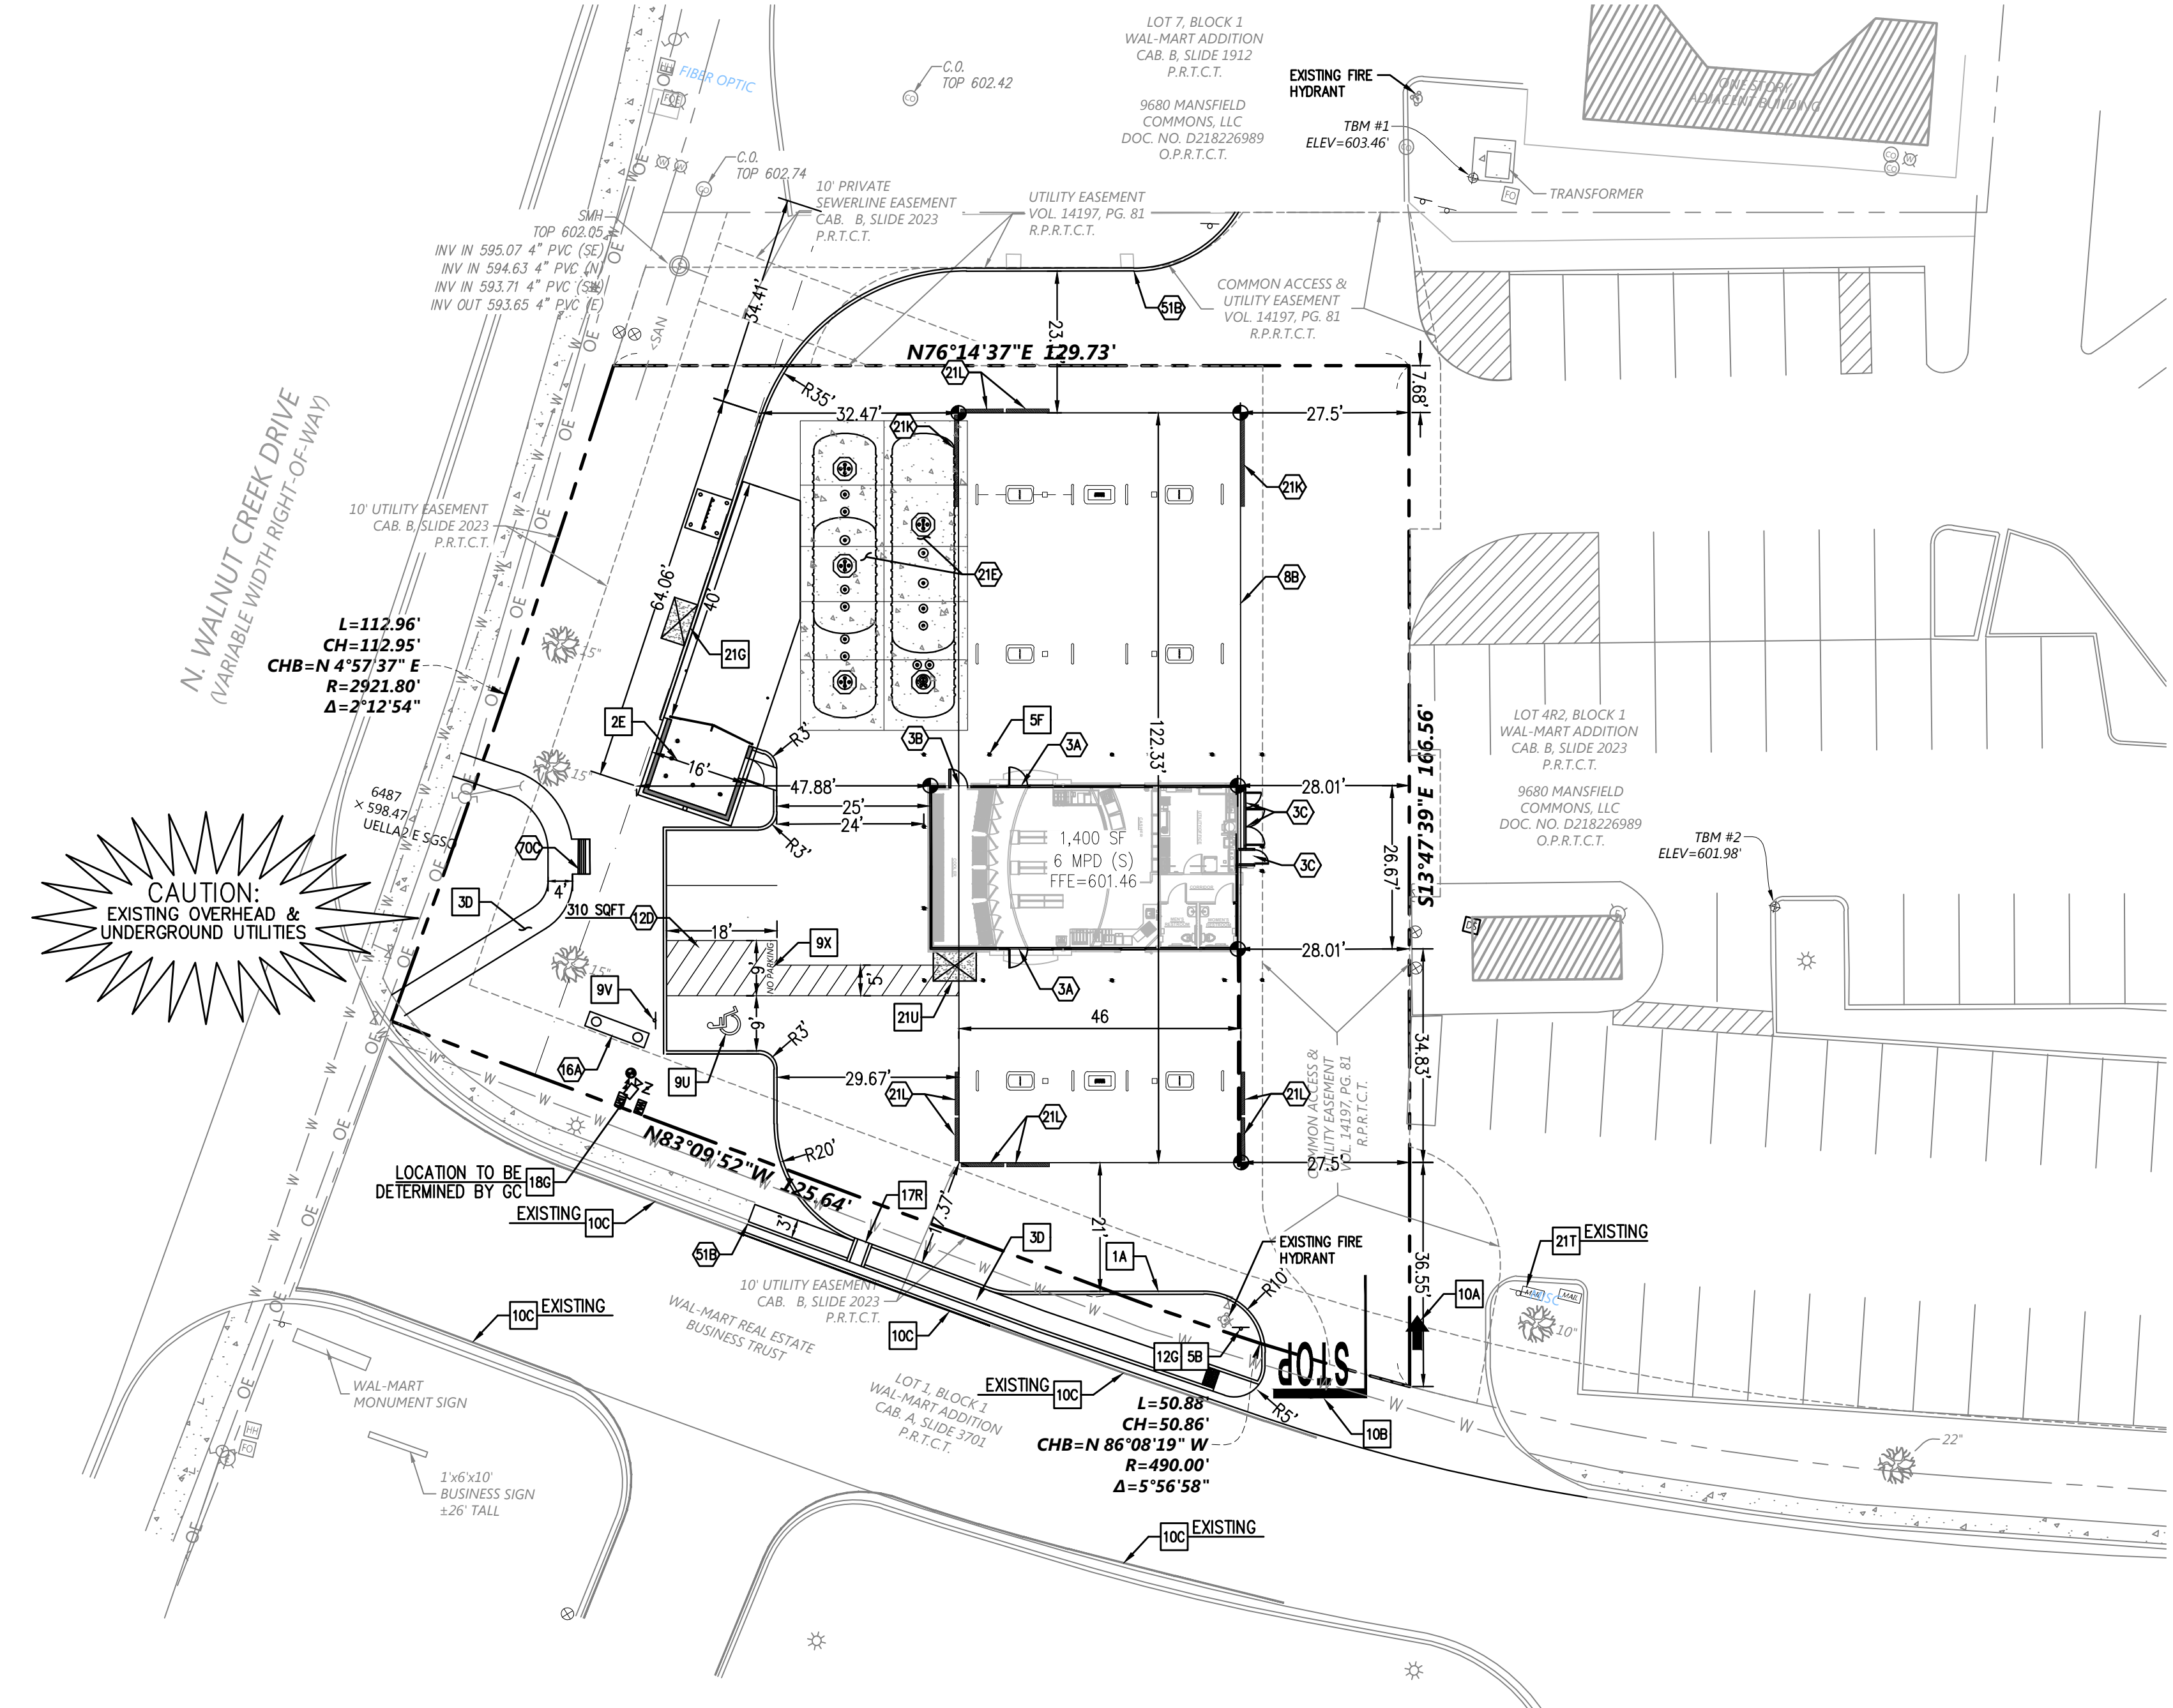 LOT 7, BLOCK 1
WAL-MART ADDITION
CAB. B, SLIDE 1912
P.R.T.C.T.
9680 MANSFIELD
COMMONS, LLC
DOC. NO. D218226989
O.P.R.T.C.T.
FIBER OPTIC
C.O.
TOP 602.42
EXISTING FIRE
HYDRANT
ONE STORY
ADJACENT BUILDING
TBM #1
ELEV=603.46'
TRANSFORMER
C.O.
TOP 602.74
10' PRIVATE
SEWERLINE EASEMENT
CAB. B, SLIDE 2023
P.R.T.C.T.
UTILITY EASEMENT
VOL. 14197, PG. 81
R.P.R.T.C.T.
SMH
TOP 602.05
INV IN 595.07 4" PVC (SE)
INV IN 594.63 4" PVC (N)
INV IN 593.71 4" PVC (SW)
INV OUT 593.65 4" PVC (E)
<SAN
34.41'
51B
COMMON ACCESS &
UTILITY EASEMENT
VOL. 14197, PG. 81
R.P.R.T.C.T.
N76°14'37"E 129.73'
21L
7.68'
R35'
32.47'
27.5'
21K
21K
N. WALNUT CREEK DRIVE
(VARIABLE WIDTH RIGHT-OF-WAY)
10' UTILITY EASEMENT
CAB. B, SLIDE 2023
P.R.T.C.T.
64.06'
40'
21E
8B
L=112.96'
CH=112.95'
CHB=N 4°57'37" E
R=2921.80'
Δ=2°12'54"
15"
21G
2E
R3'
3B
5F
3A
122.33'
16'
15"
47.88'
28.01'
25'
24'
R3'
3C
3C
1,400 SF
6 MPD (S)
FFE=601.46
CORRIDOR
26.67'
S13°47'39"E 166.56'
LOT 4R2, BLOCK 1
WAL-MART ADDITION
CAB. B, SLIDE 2023
P.R.T.C.T.
9680 MANSFIELD
COMMONS, LLC
DOC. NO. D218226989
O.P.R.T.C.T.
TBM #2
ELEV=601.98'
6487
598.47
70C
CAUTION:
EXISTING OVERHEAD &
UNDERGROUND UTILITIES
3D
4'
310 SQFT
12D
18'
9X
NO PARKING
9'
5'
28.01'
DS
15"
9V
21U
3A
46
9'
R3'
34.83'
16A
9U
29.67'
21L
21L
21L
COMMON ACCESS &
UTILITY EASEMENT
VOL. 14197, PG. 81
R.P.R.T.C.T.
N83°09'52"W 125.64'
R20'
27.5'
LOCATION TO BE
DETERMINED BY GC
18G
EXISTING
10C
17R
17.37'
21'
3'
51B
3D
1A
EXISTING FIRE
HYDRANT
21T
EXISTING
36.55'
10A
R10'
MAIL
MAIL
10"
10' UTILITY EASEMENT
CAB. B, SLIDE 2023
P.R.T.C.T.
WAL-MART REAL ESTATE
BUSINESS TRUST
10C
EXISTING
10C
12G
5B
STOP
WAL-MART
MONUMENT SIGN
LOT 1, BLOCK 1
WAL-MART ADDITION
CAB. A, SLIDE 3701
P.R.T.C.T.
EXISTING
10C
R5'
10B
L=50.88'
CH=50.86'
CHB=N 86°08'19" W
R=490.00'
Δ=5°56'58"
22"
1'x6'x10'
BUSINESS SIGN
±26' TALL
10C
EXISTING